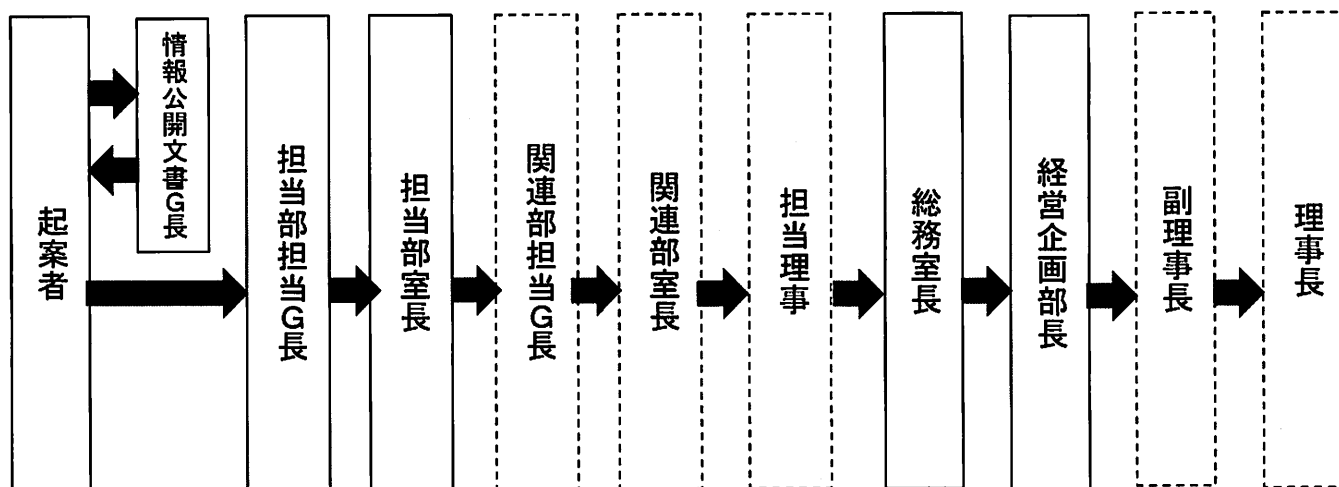 起案者
情報公開文書G長
担当部担当G長
担当部室長
関連部担当G長
関連部室長
担当理事
総務室長
経営企画部長
副理事長
理事長